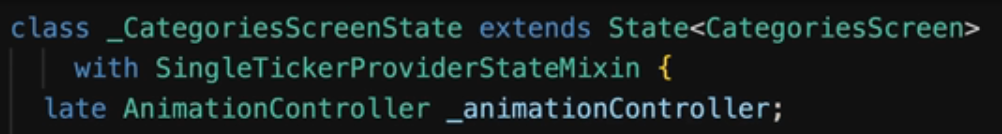 class _CategoriesScreenState extends State<CategoriesScreen>
with SingleTickerProviderStateMixin {
late AnimationController _animationController;